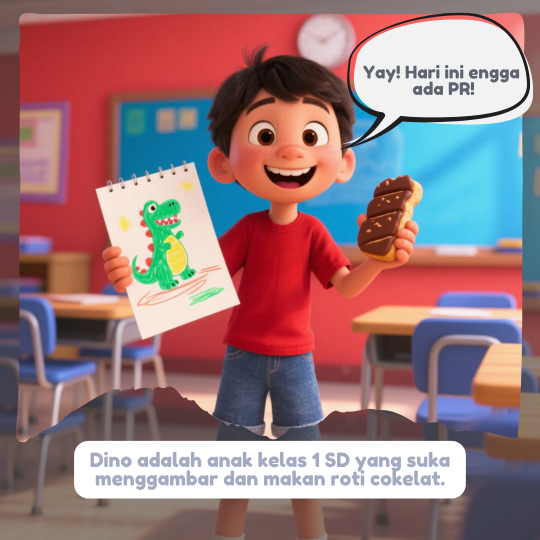 Yay! Hari ini engga
ada PR!
Dino adalah anak kelas 1 SD yang suka
menggambar dan makan roti cokelat.